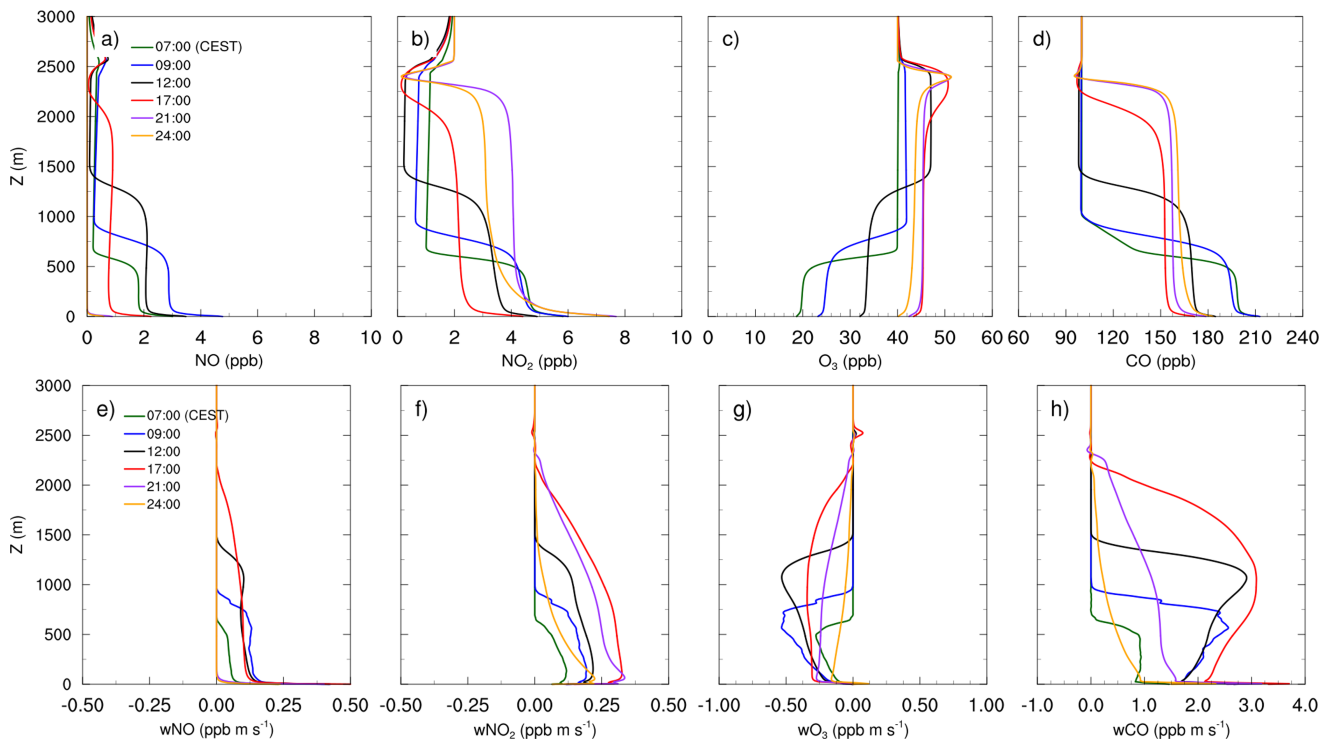 a)
b)
c)
d)
07:00 (CEST)
09:00
12:00
17:00
21:00
24:00
3000
2500
2000
1500
1000
500
0
Z (m)
0 2 4 6 8 10
NO (ppb)
0 2 4 6 8 10
NO2 (ppb)
0 10 20 30 40 50 60
O3 (ppb)
60 90 120 150 180 210 240
CO (ppb)
e)
f)
g)
h)
07:00 (CEST)
09:00
12:00
17:00
21:00
24:00
3000
2500
2000
1500
1000
500
0
Z (m)
-0.50 -0.25 0.00 0.25 0.50
wNO (ppb m s-1)
-0.50 -0.25 0.00 0.25 0.50
wNO2 (ppb m s-1)
-1.00 -0.50 0.00 0.50 1.00
wO3 (ppb m s-1)
-1.0 0.0 1.0 2.0 3.0 4.0
wCO (ppb m s-1)